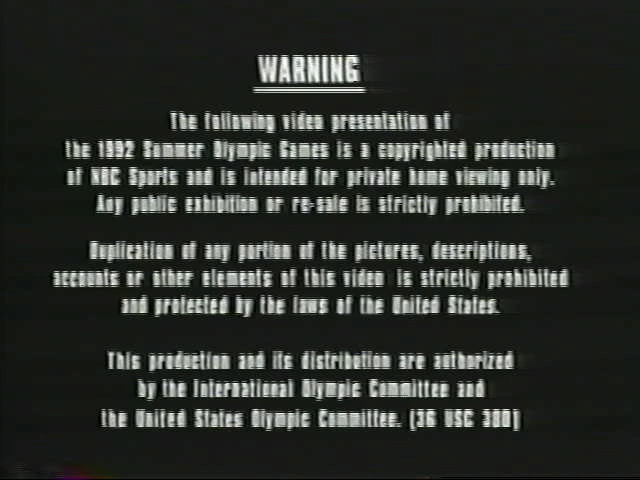 WARNING
The following video presentation of
the 1992 Summer Olympic Games is a copyrighted production
of NBC Sports and is intended for private home viewing only.
Any public exhibition or re-sale is strictly prohibited.
Duplication of any portion of the pictures, descriptions,
accounts or other elements of this video is strictly prohibited
and protected by the laws of the United States.
This production and its distribution are authorized
by the International Olympic Committee and
the United States Olympic Committee. (36 USC 380)